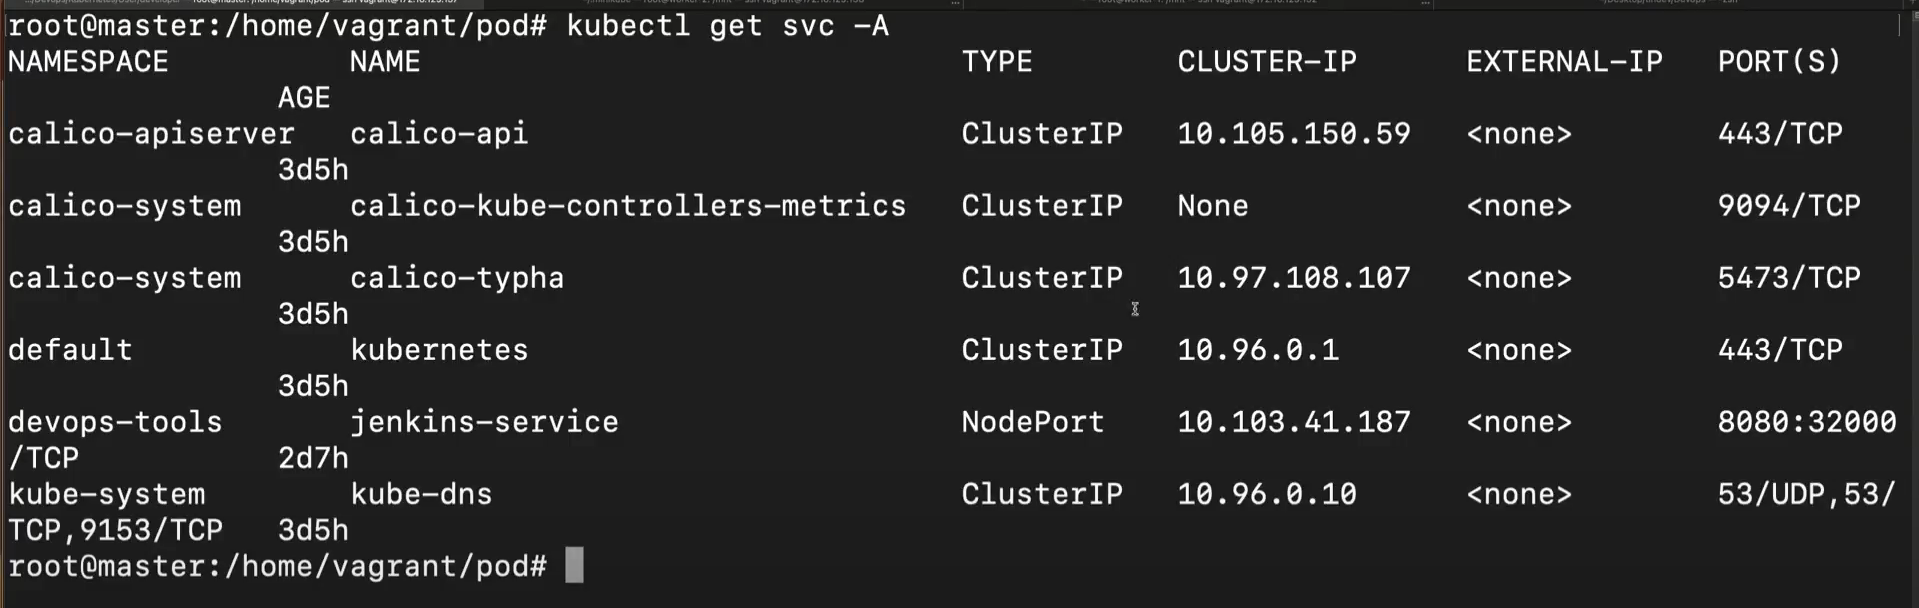 root@master:/home/vagrant/pod# kubectl get svc -A
NAMESPACE NAME TYPE CLUSTER-IP EXTERNAL-IP PORT(S)
AGE
calico-apiserver calico-api ClusterIP 10.105.150.59 <none> 443/TCP
3d5h
calico-system calico-kube-controllers-metrics ClusterIP None <none> 9094/TCP
3d5h
calico-system calico-typha ClusterIP 10.97.108.107 <none> 5473/TCP
3d5h
default kubernetes ClusterIP 10.96.0.1 <none> 443/TCP
3d5h
devops-tools jenkins-service NodePort 10.103.41.187 <none> 8080:32000
/TCP 2d7h
kube-system kube-dns ClusterIP 10.96.0.10 <none> 53/UDP,53/
TCP,9153/TCP 3d5h
root@master:/home/vagrant/pod#